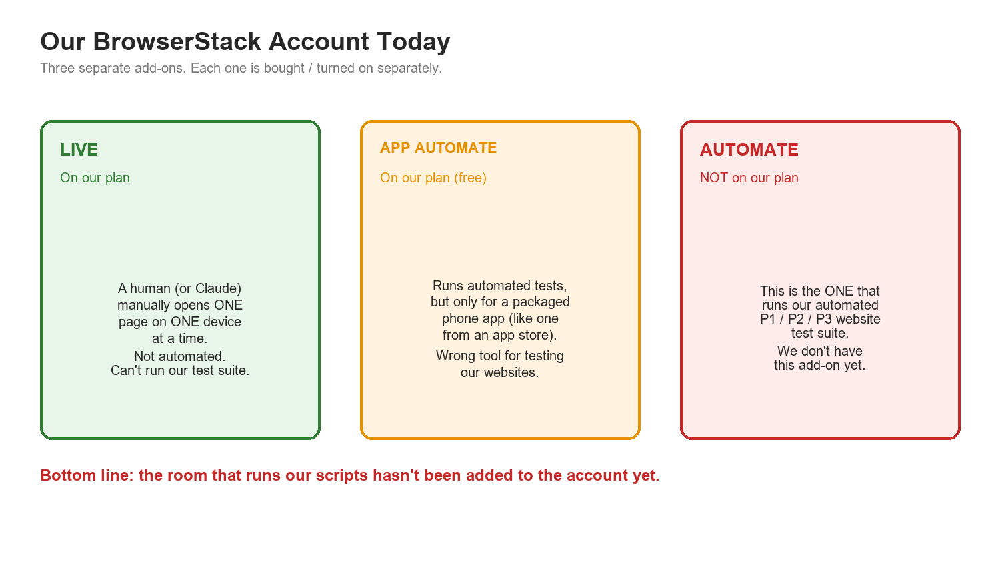 Our BrowserStack Account Today
Three separate add-ons. Each one is bought / turned on separately.
LIVE
On our plan
A human (or Claude)
manually opens ONE
page on ONE device
at a time.
Not automated.
Can't run our test suite.
APP AUTOMATE
On our plan (free)
Runs automated tests,
but only for a packaged
phone app (like one
from an app store).
Wrong tool for testing
our websites.
AUTOMATE
NOT on our plan
This is the ONE that
runs our automated
P1 / P2 / P3 website
test suite.
We don't have
this add-on yet.
Bottom line: the room that runs our scripts hasn't been added to the account yet.